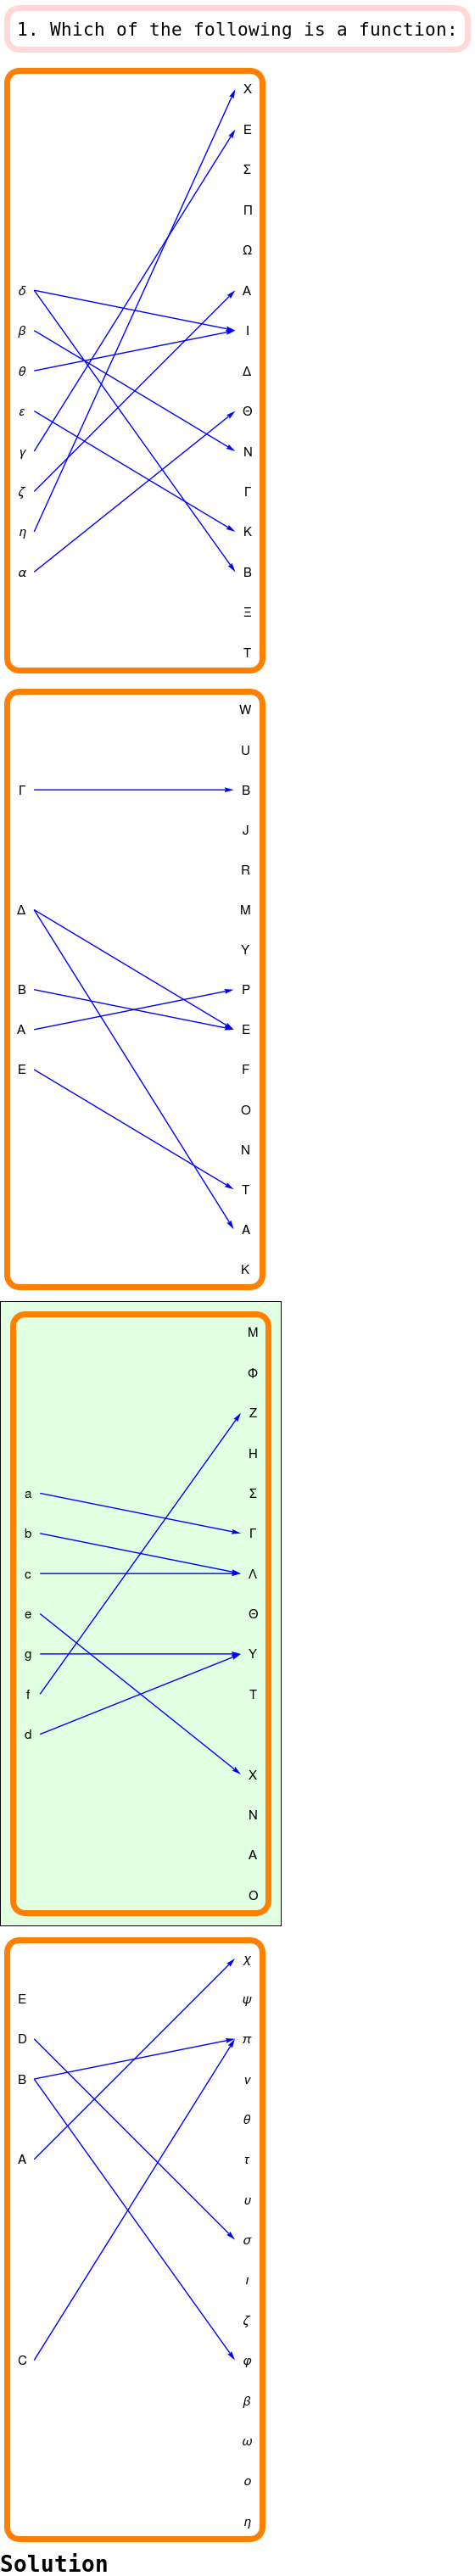 1. Which of the following is a function:
Χ
Ε
Σ
Π
Ω
δ Α
β Ι
θ Δ
ε Θ
γ Ν
ζ Γ
η Κ
α Β
Ξ
Τ
W
U
Γ B
J
R
Δ M
Y
Β P
Α E
Ε F
O
N
T
A
K
Μ
Φ
Ζ
Η
a Σ
b Γ
c Λ
e Θ
g Υ
f Τ
d
Χ
Ν
Α
Ο
χ
E ψ
D π
B ν
θ
A τ
υ
σ
ι
ζ
C φ
β
ω
ο
η
Solution